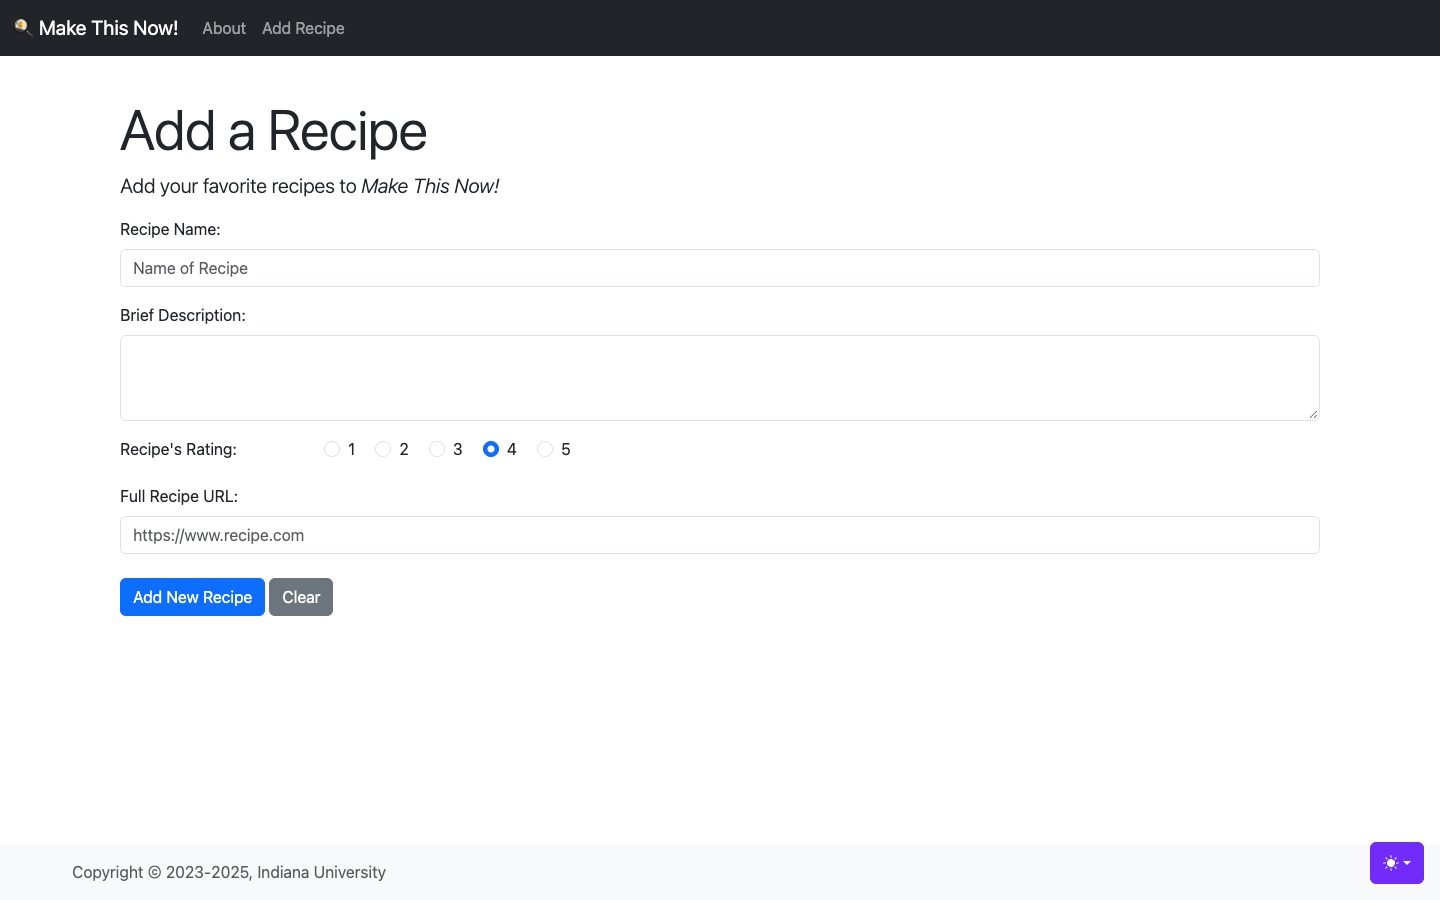 Make This Now! About Add Recipe
Add a Recipe
Add your favorite recipes to Make This Now!
Recipe Name:
Name of Recipe
Brief Description:
Recipe's Rating: 1 2 3 4 5
Full Recipe URL:
https://www.recipe.com
Add New Recipe Clear
Copyright © 2023-2025, Indiana University